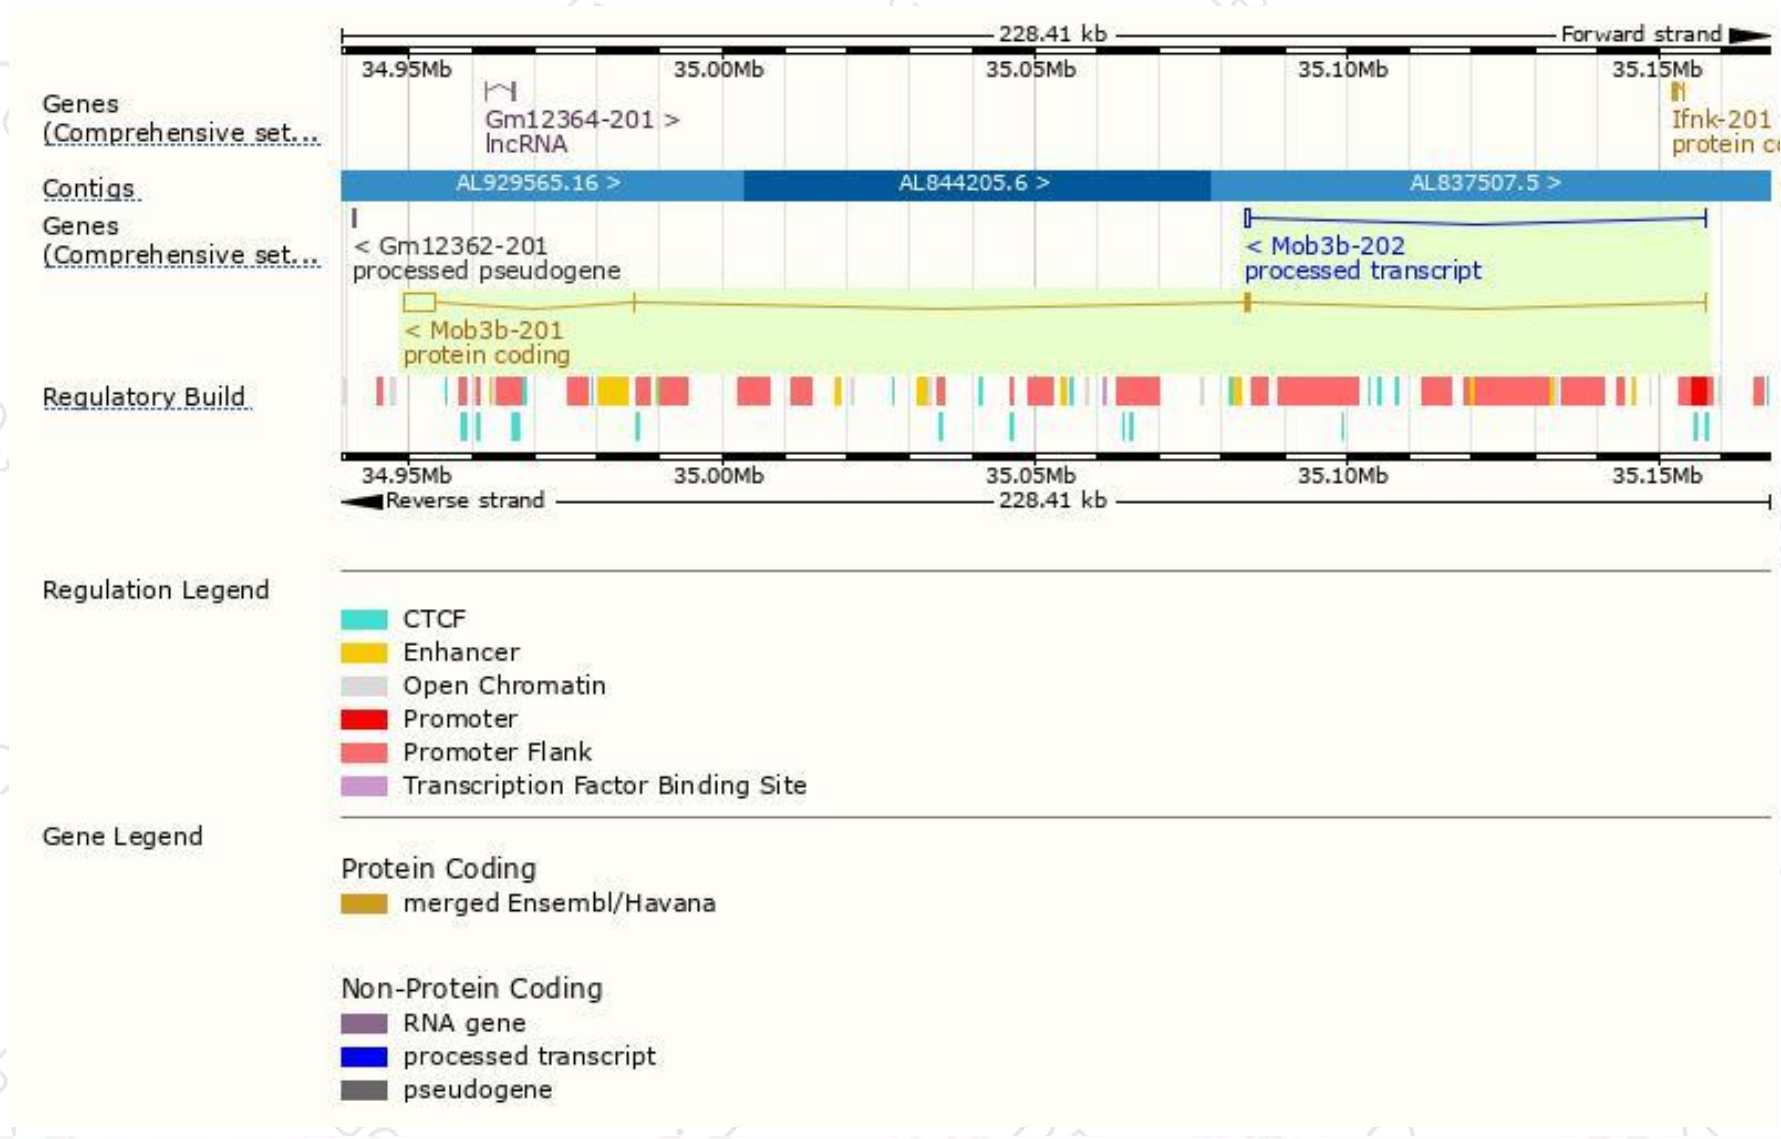 228.41 kb Forward strand
34.95Mb 35.00Mb 35.05Mb 35.10Mb 35.15Mb
Genes
(Comprehensive set...
Gm12364-201 >
lncRNA
Ifnk-201
protein
Contigs
AL929565.16 > AL844205.6 > AL837507.5 >
Genes
(Comprehensive set...
< Gm12362-201
processed pseudogene
< Mob3b-202
processed transcript
< Mob3b-201
protein coding
Regulatory Build
34.95Mb 35.00Mb 35.05Mb 35.10Mb 35.15Mb
Reverse strand 228.41 kb
Regulation Legend
CTCF
Enhancer
Open Chromatin
Promoter
Promoter Flank
Transcription Factor Binding Site
Gene Legend
Protein Coding
merged Ensembl/Havana
Non-Protein Coding
RNA gene
processed transcript
pseudogene